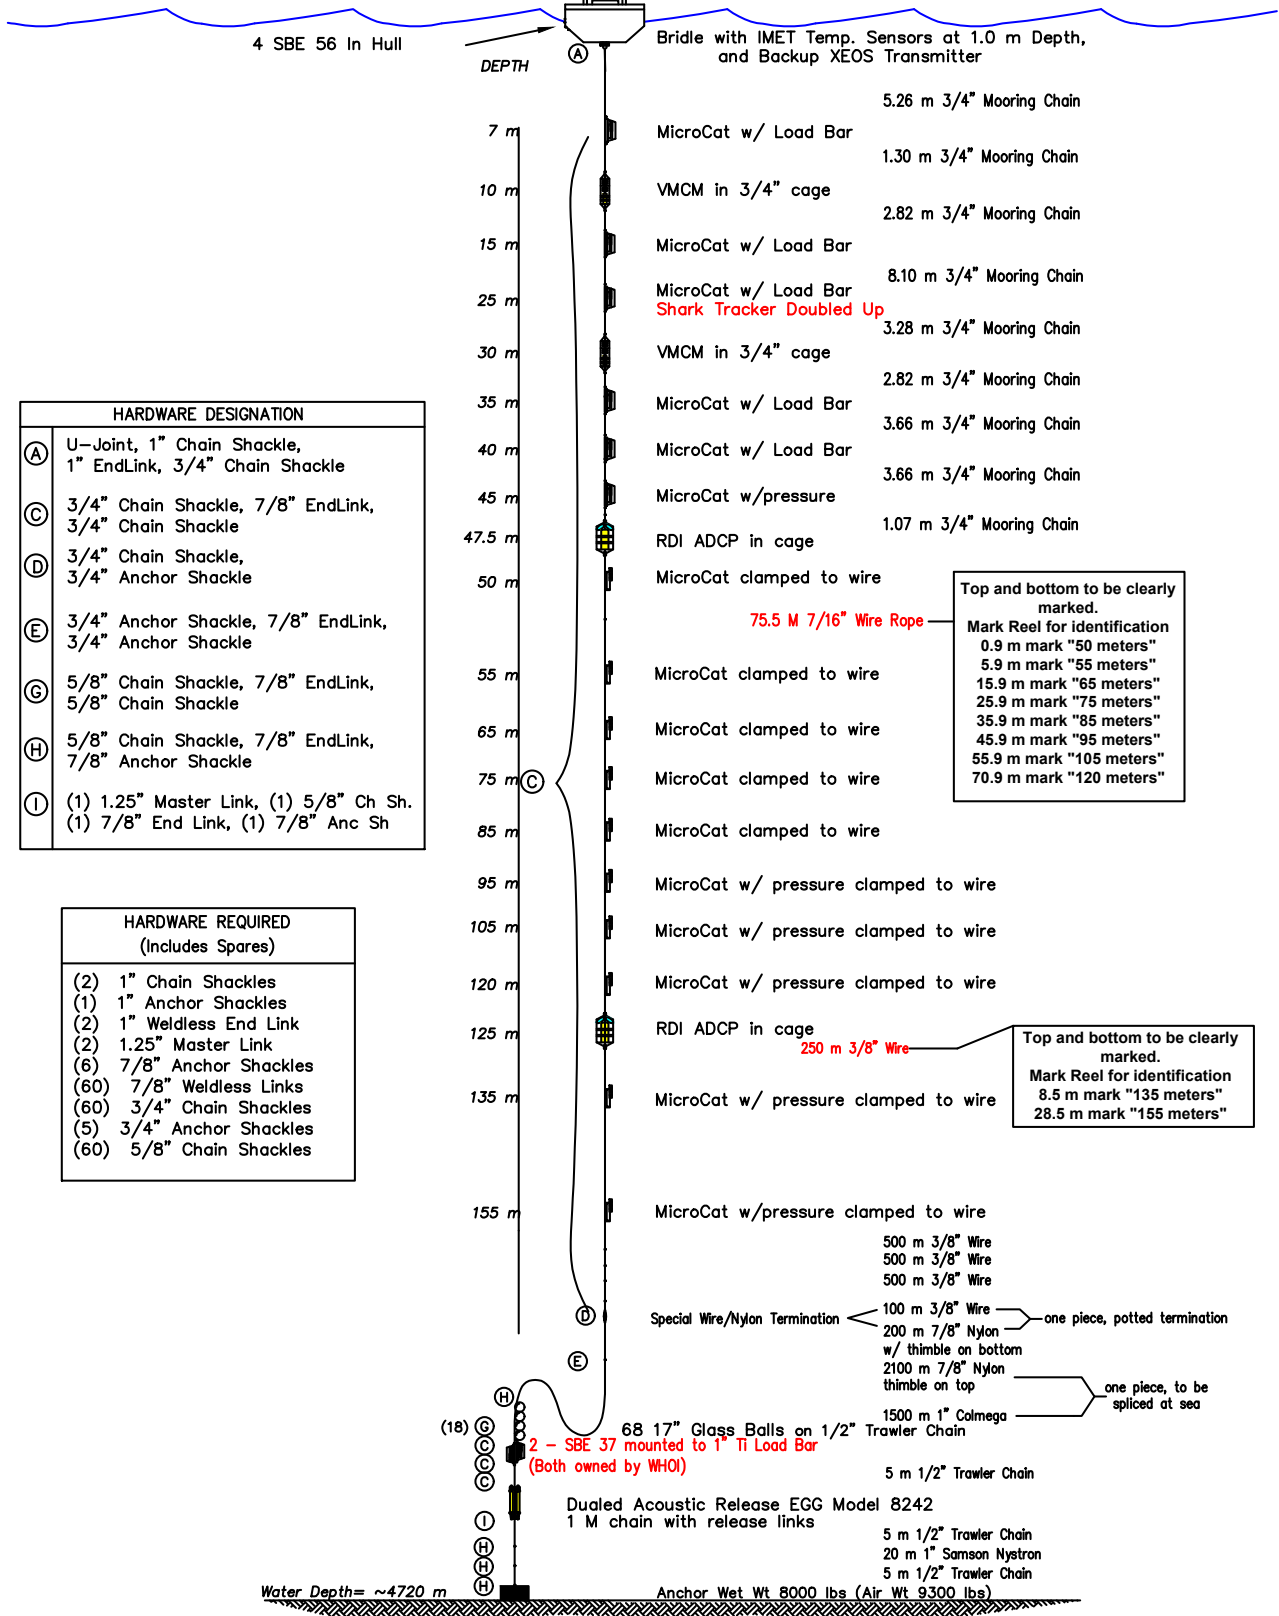 4 SBE 56 In Hull
Bridle with IMET Temp. Sensors at 1.0 m Depth,
and Backup XEOS Transmitter
A
DEPTH
5.26 m 3/4" Mooring Chain
7 m
MicroCat w/ Load Bar
1.30 m 3/4" Mooring Chain
10 m
VMCM in 3/4" cage
2.82 m 3/4" Mooring Chain
15 m
MicroCat w/ Load Bar
8.10 m 3/4" Mooring Chain
25 m
MicroCat w/ Load Bar
Shark Tracker Doubled Up
3.28 m 3/4" Mooring Chain
30 m
VMCM in 3/4" cage
2.82 m 3/4" Mooring Chain
35 m
MicroCat w/ Load Bar
3.66 m 3/4" Mooring Chain
40 m
MicroCat w/ Load Bar
3.66 m 3/4" Mooring Chain
45 m
MicroCat w/pressure
1.07 m 3/4" Mooring Chain
47.5 m
RDI ADCP in cage
50 m
MicroCat clamped to wire
75.5 M 7/16" Wire Rope
Top and bottom to be clearly
marked.
Mark Reel for identification
0.9 m mark "50 meters"
5.9 m mark "55 meters"
15.9 m mark "65 meters"
25.9 m mark "75 meters"
35.9 m mark "85 meters"
45.9 m mark "95 meters"
55.9 m mark "105 meters"
70.9 m mark "120 meters"
55 m
MicroCat clamped to wire
65 m
MicroCat clamped to wire
75 m
C
MicroCat clamped to wire
85 m
MicroCat clamped to wire
95 m
MicroCat w/ pressure clamped to wire
105 m
MicroCat w/ pressure clamped to wire
120 m
MicroCat w/ pressure clamped to wire
125 m
RDI ADCP in cage
250 m 3/8" Wire
Top and bottom to be clearly
marked.
Mark Reel for identification
8.5 m mark "135 meters"
28.5 m mark "155 meters"
135 m
MicroCat w/ pressure clamped to wire
155 m
MicroCat w/pressure clamped to wire
HARDWARE DESIGNATION
A
U-Joint, 1" Chain Shackle,
1" EndLink, 3/4" Chain Shackle
C
3/4" Chain Shackle, 7/8" EndLink,
3/4" Chain Shackle
D
3/4" Chain Shackle,
3/4" Anchor Shackle
E
3/4" Anchor Shackle, 7/8" EndLink,
3/4" Anchor Shackle
G
5/8" Chain Shackle, 7/8" EndLink,
5/8" Chain Shackle
H
5/8" Chain Shackle, 7/8" EndLink,
7/8" Anchor Shackle
I
(1) 1.25" Master Link, (1) 5/8" Ch Sh.
(1) 7/8" End Link, (1) 7/8" Anc Sh
HARDWARE REQUIRED
(Includes Spares)
(2) 1" Chain Shackles
(1) 1" Anchor Shackles
(2) 1" Weldless End Link
(2) 1.25" Master Link
(6) 7/8" Anchor Shackles
(60) 7/8" Weldless Links
(60) 3/4" Chain Shackles
(5) 3/4" Anchor Shackles
(60) 5/8" Chain Shackles
500 m 3/8" Wire
500 m 3/8" Wire
500 m 3/8" Wire
D
Special Wire/Nylon Termination
100 m 3/8" Wire
200 m 7/8" Nylon
w/ thimble on bottom
one piece, potted termination
E
2100 m 7/8" Nylon
thimble on top
1500 m 1" Colmega
one piece, to be
spliced at sea
H
(18) G
68 17" Glass Balls on 1/2" Trawler Chain
C
2 - SBE 37 mounted to 1" Ti Load Bar
(Both owned by WHOI)
C
5 m 1/2" Trawler Chain
C
Dualed Acoustic Release EGG Model 8242
1 M chain with release links
I
5 m 1/2" Trawler Chain
H
20 m 1" Samson Nystron
H
5 m 1/2" Trawler Chain
H
Water Depth= ~4720 m
Anchor Wet Wt 8000 lbs (Air Wt 9300 lbs)